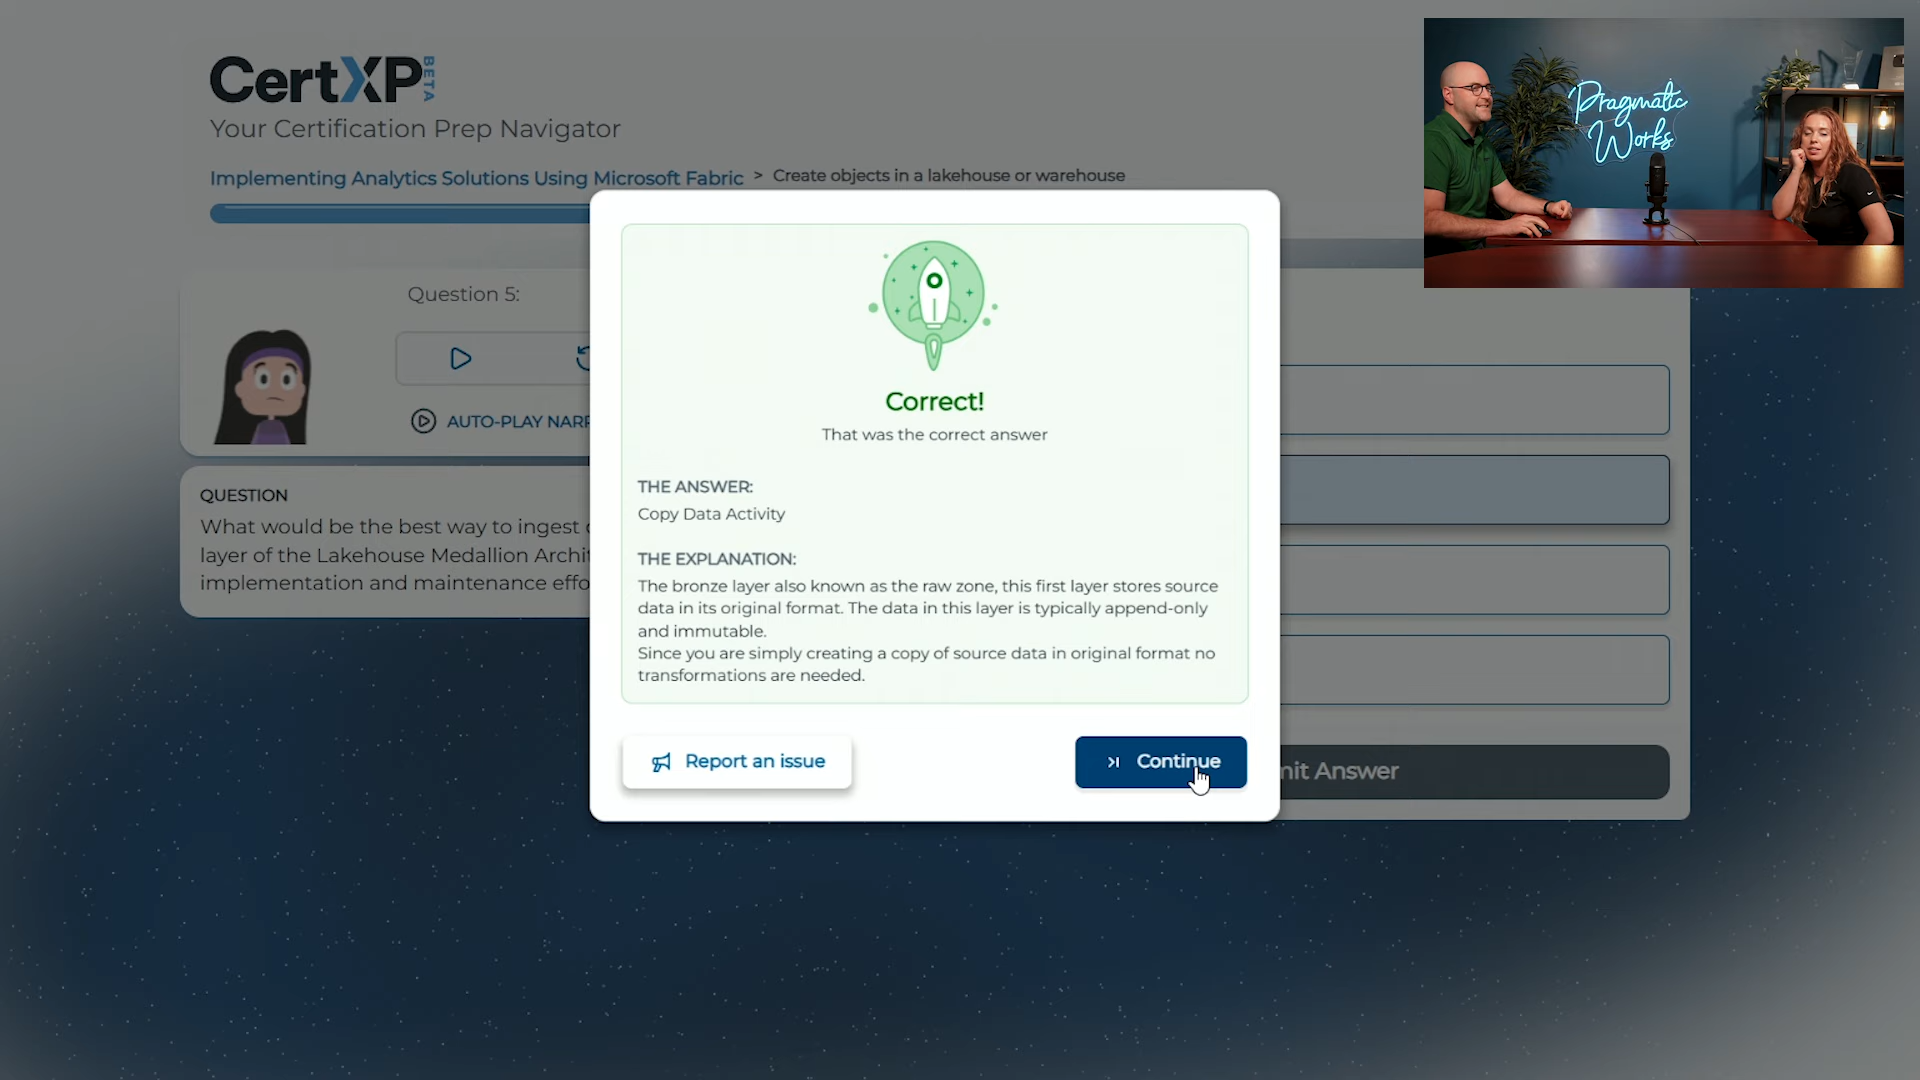 CertXP BETA
Your Certification Prep Navigator
Implementing Analytics Solutions Using Microsoft Fabric > Create objects in a lakehouse or warehouse
Pragmatic
Works
Question 5:
AUTO-PLAY
QUESTION
What would be the best way to ingest
layer of the Lakehouse Medallion
implementation and maintenance
Correct!
That was the correct answer
THE ANSWER:
Copy Data Activity
THE EXPLANATION:
The bronze layer also known as the raw zone, this first layer stores source
data in its original format. The data in this layer is typically append-only
and immutable.
Since you are simply creating a copy of source data in original format no
transformations are needed.
Report an issue
Continue
Answer